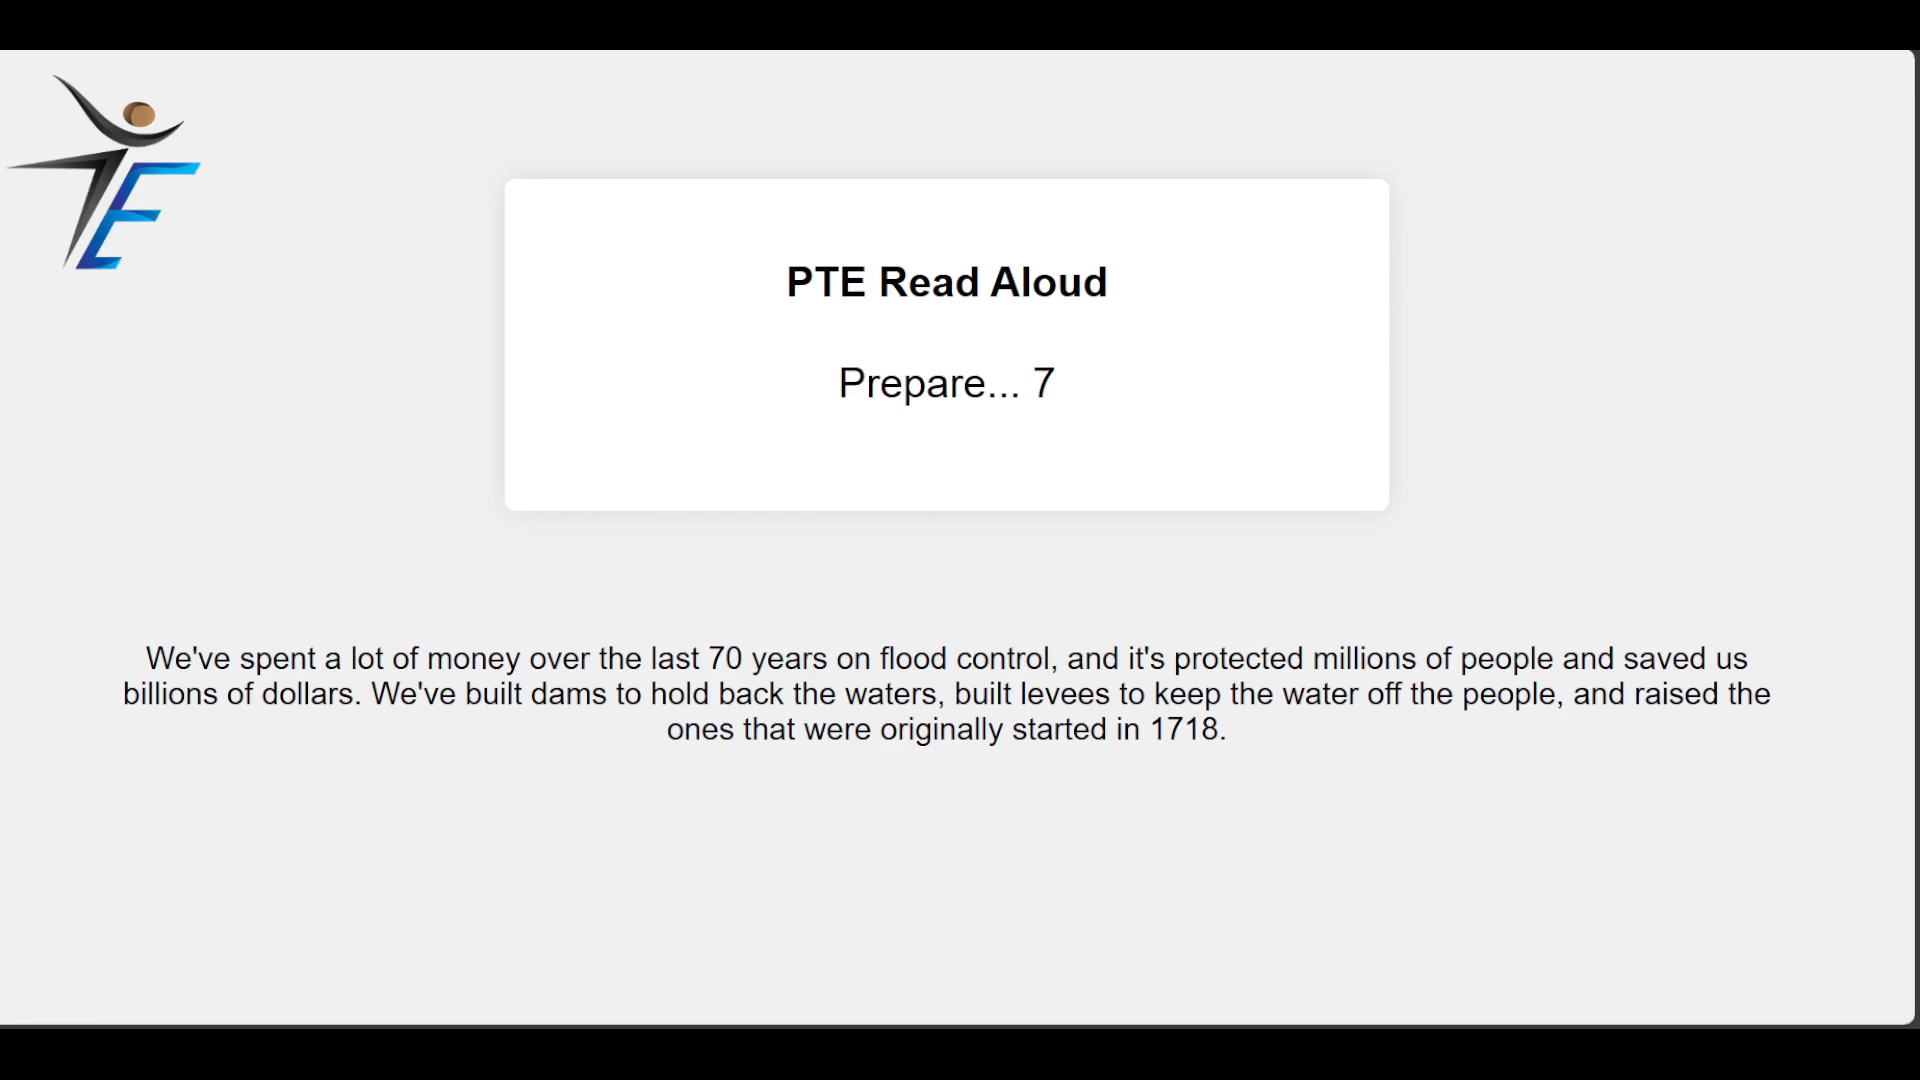 PTE Read Aloud
Prepare... 7
We've spent a lot of money over the last 70 years on flood control, and it's protected millions of people and saved us
billions of dollars. We've built dams to hold back the waters, built levees to keep the water off the people, and raised the
ones that were originally started in 1718.